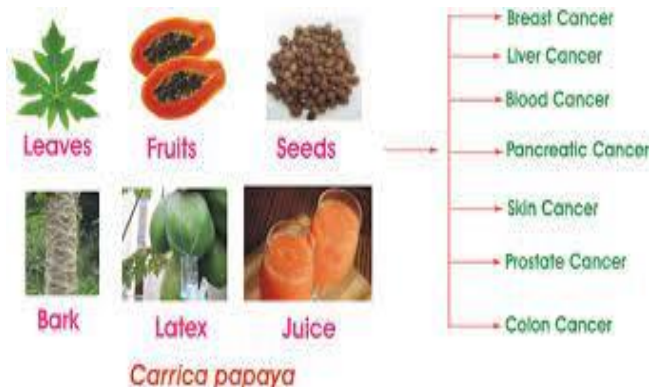 Leaves
Fruits
Seeds
Bark
Latex
Juice
Carrica papaya
Breast Cancer
Liver Cancer
Blood Cancer
Pancreatic Cancer
Skin Cancer
Prostate Cancer
Colon Cancer